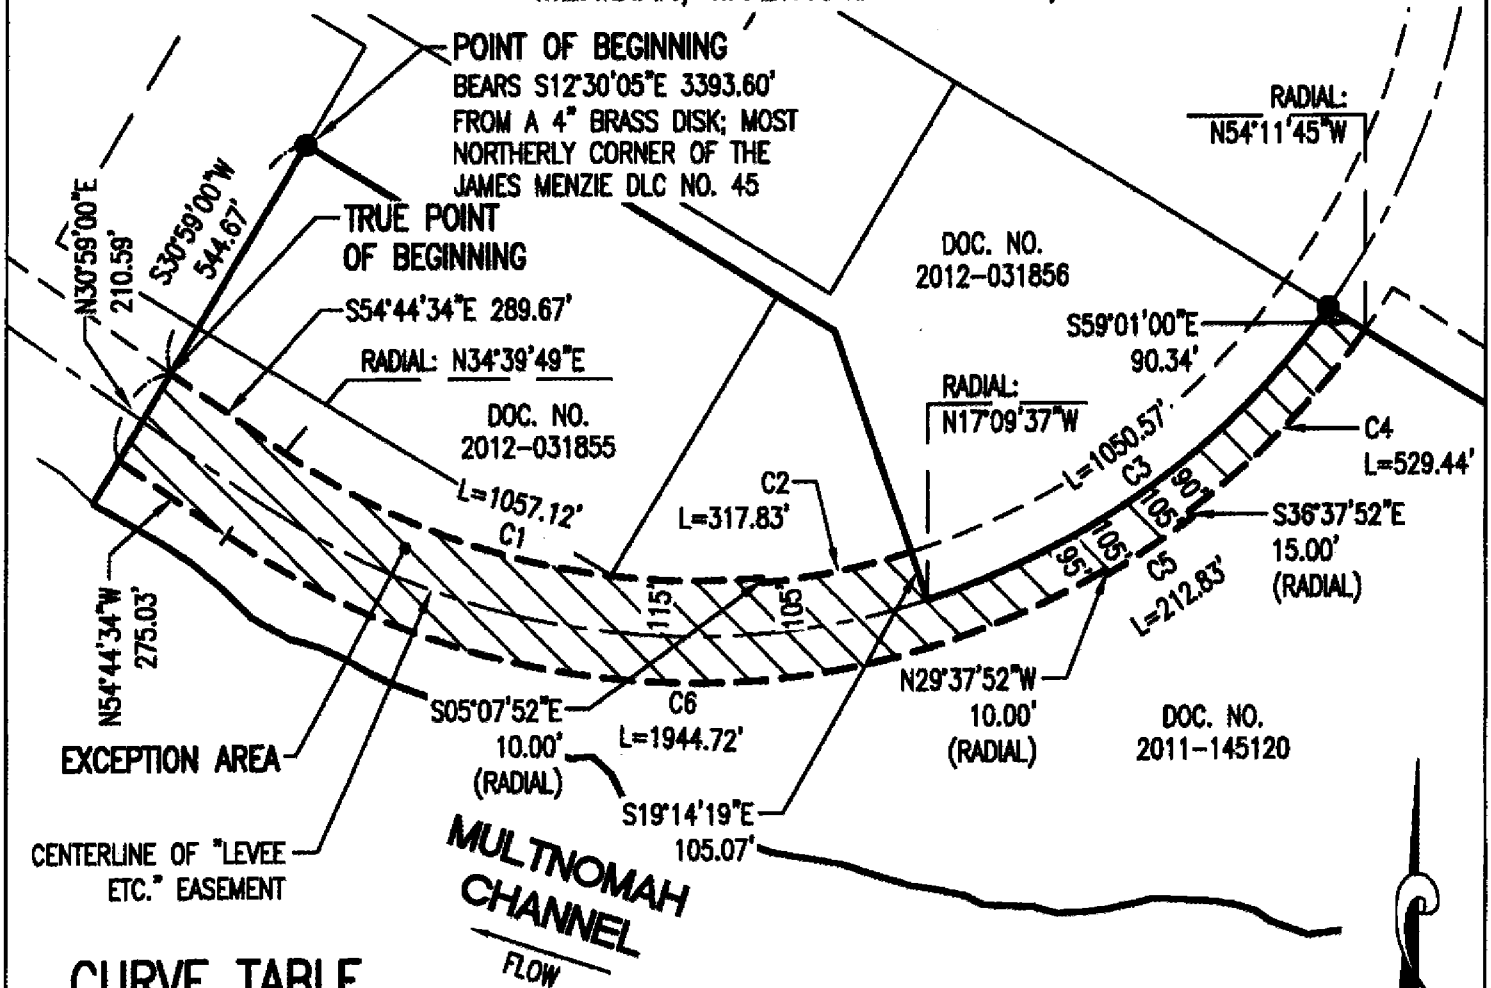 POINT OF BEGINNING
BEARS S12°30'05"E 3393.60'
FROM A 4" BRASS DISK; MOST
NORTHERLY CORNER OF THE
JAMES MENZIE DLC NO. 45
RADIAL:
N54°11'45"W
N30°59'00"E
210.59'
S30°59'00"W
544.67'
TRUE POINT
OF BEGINNING
DOC. NO.
2012-031856
S54°44'34"E 289.67'
S59°01'00"E
90.34'
RADIAL: N34°39'49"E
RADIAL:
N17°09'37"W
DOC. NO.
2012-031855
L=1050.57'
C3
C4
L=529.44'
L=1057.12'
C1
C2
L=317.83'
90'
105'
S36°37'52"E
15.00'
(RADIAL)
105'
95'
C5
L=212.83'
115'
105'
N54°44'34"W
275.03'
N29°37'52"W
10.00'
(RADIAL)
S05°07'52"E
10.00'
(RADIAL)
C6
L=1944.72'
DOC. NO.
2011-145120
EXCEPTION AREA
S19°14'19"E
105.07'
CENTERLINE OF "LEVEE
ETC." EASEMENT
MULTNOMAH
CHANNEL
FLOW
CURVE TABLE